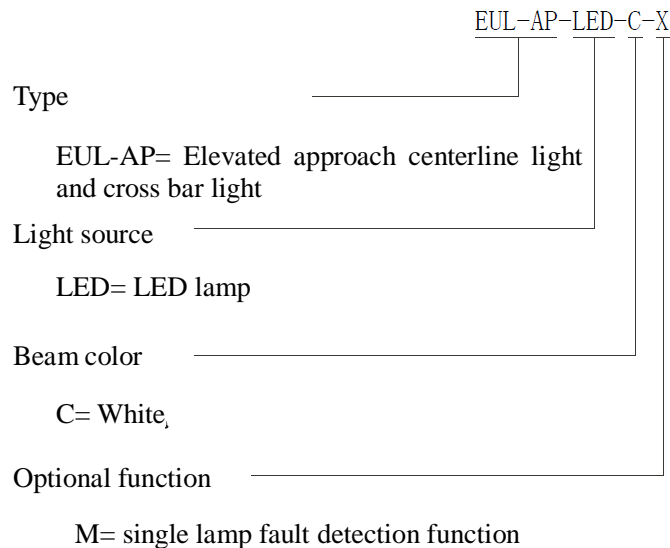 EUL-AP-LED-C-X
Type
EUL-AP= Elevated approach centerline light
and cross bar light
Light source
LED= LED lamp
Beam color
C= White,
Optional function
M= single lamp fault detection function